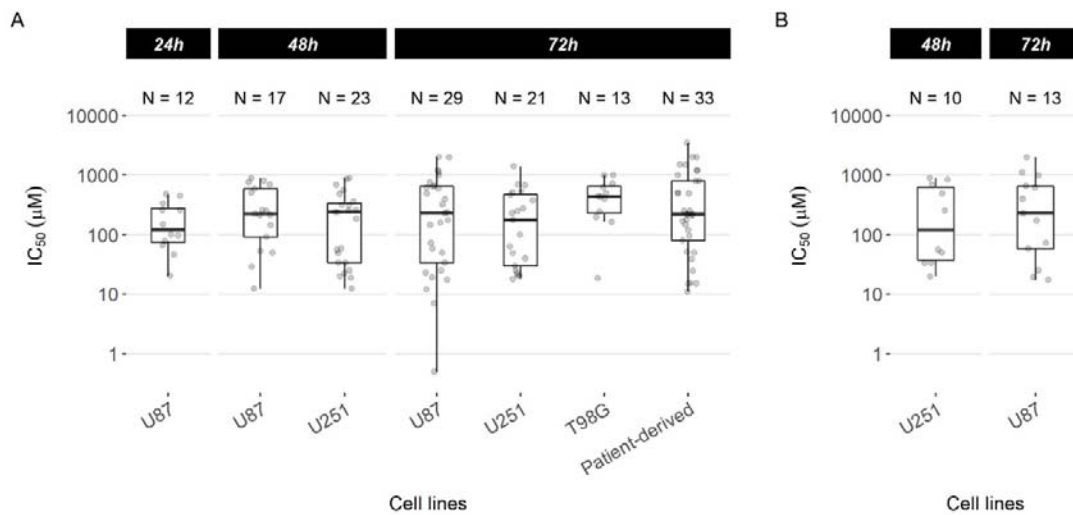 A
24h 48h 72h
N = 12 N = 17 N = 23 N = 29 N = 21 N = 13 N = 33
10000
1000
100
10
1
IC50 (μM)
U87 U87 U251 U87 U251 T98G Patient-derived
Cell lines
B
48h 72h
N = 10 N = 13
10000
1000
100
10
1
IC50 (μM)
U251 U87
Cell lines